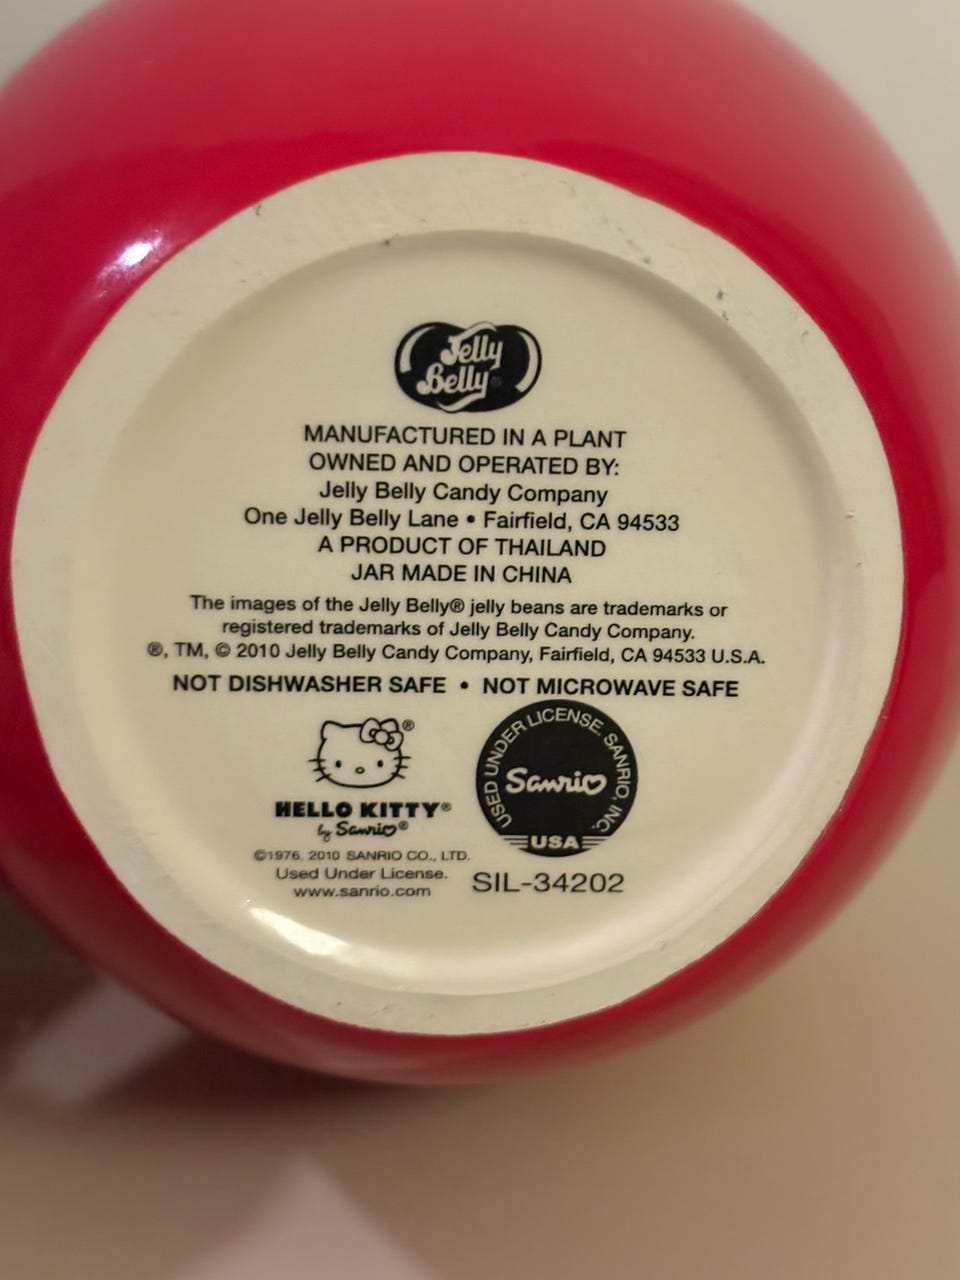 Jelly
Belly®
MANUFACTURED IN A PLANT
OWNED AND OPERATED BY:
Jelly Belly Candy Company
One Jelly Belly Lane • Fairfield, CA 94533
A PRODUCT OF THAILAND
JAR MADE IN CHINA
The images of the Jelly Belly® jelly beans are trademarks or
registered trademarks of Jelly Belly Candy Company.
®, TM, © 2010 Jelly Belly Candy Company, Fairfield, CA 94533 U.S.A.
NOT DISHWASHER SAFE • NOT MICROWAVE SAFE
®
HELLO KITTY®
by Sanrio®
©1976, 2010 SANRIO CO., LTD.
Used Under License.
www.sanrio.com
USED UNDER LICENSE. SANRIO, INC.
Sanrio
USA
SIL-34202